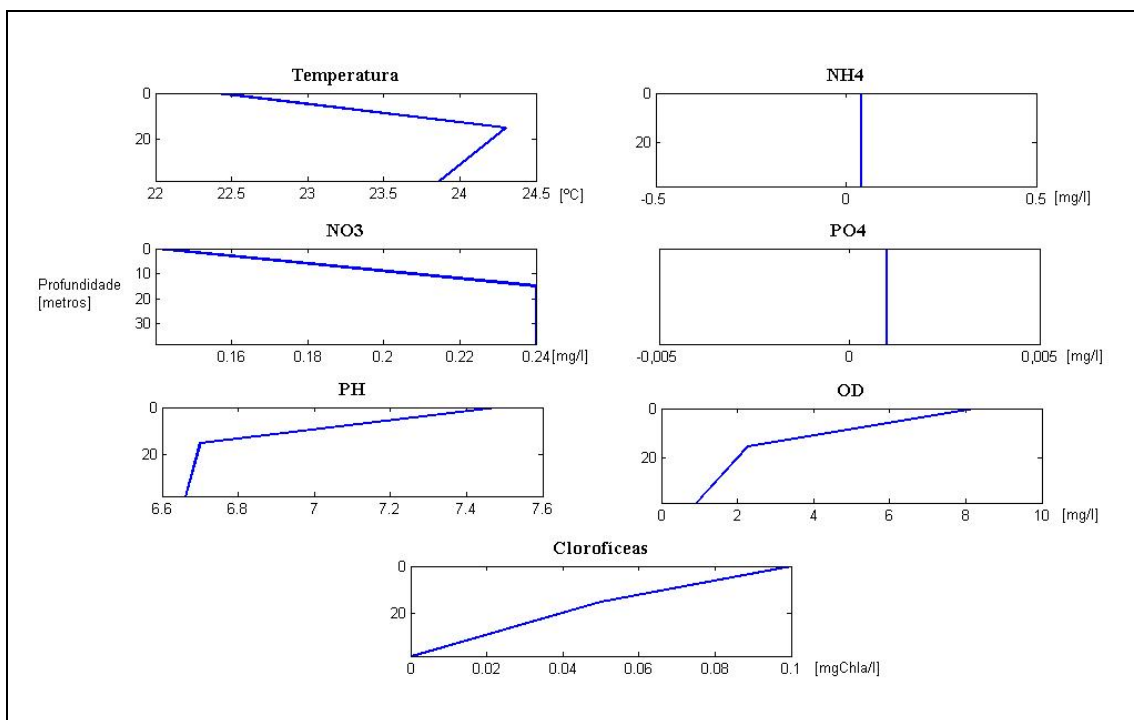 Temperatura
0
20
22 22.5 23 23.5 24 24.5 [ºC]
NH4
0
20
-0.5 0 0.5 [mg/l]
NO3
Profundidade
[metros]
0
10
20
30
0.16 0.18 0.2 0.22 0.24 [mg/l]
PO4
-0,005 0 0,005 [mg/l]
PH
0
20
6.6 6.8 7 7.2 7.4 7.6
OD
0
20
0 2 4 6 8 10 [mg/l]
Clorofíceas
0
20
0 0.02 0.04 0.06 0.08 0.1 [mgChla/l]